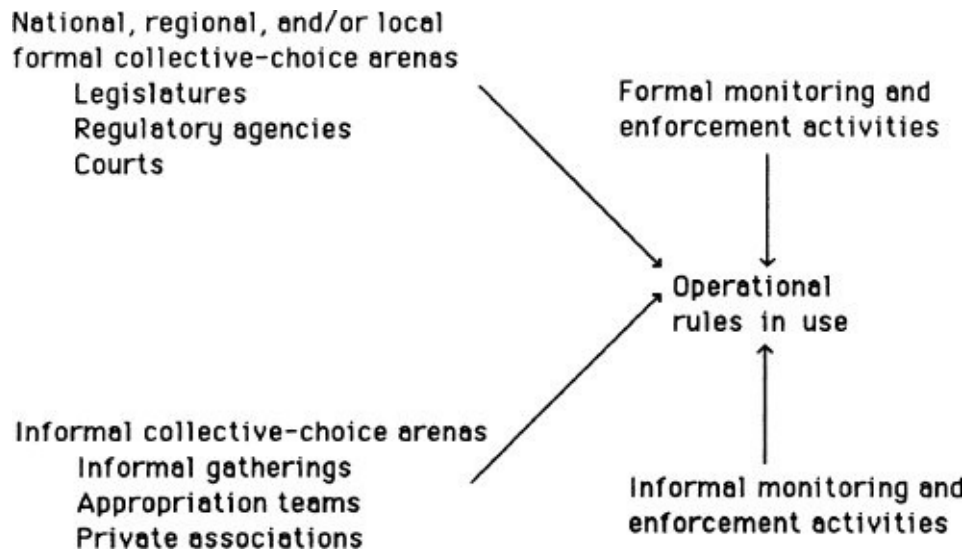 National, regional, and/or local
formal collective-choice arenas
Legislatures
Regulatory agencies
Courts
Formal monitoring and
enforcement activities
Operational
rules in use
Informal collective-choice arenas
Informal gatherings
Appropriation teams
Private associations
Informal monitoring and
enforcement activities